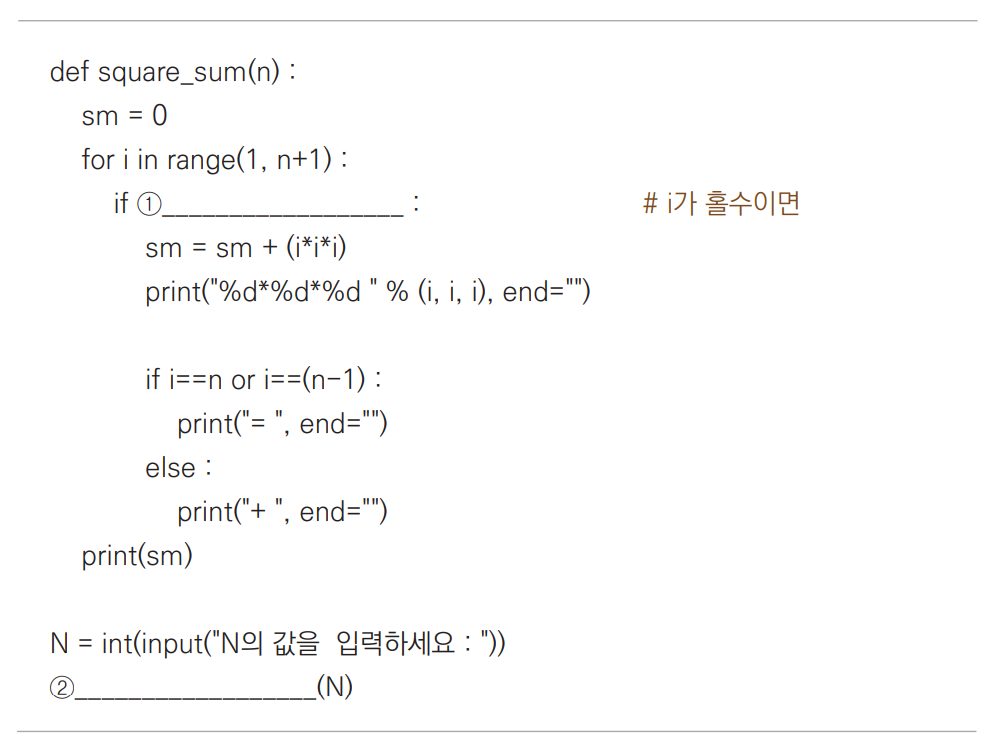 def square_sum(n) :
sm = 0
for i in range(1, n+1) :
if ①__________________ : # i가 홀수이면
sm = sm + (i*i*i)
print("%d*%d*%d " % (i, i, i), end="")
if i==n or i==(n-1) :
print("= ", end="")
else :
print("+ ", end="")
print(sm)
N = int(input("N의 값을 입력하세요 : "))
②__________________(N)